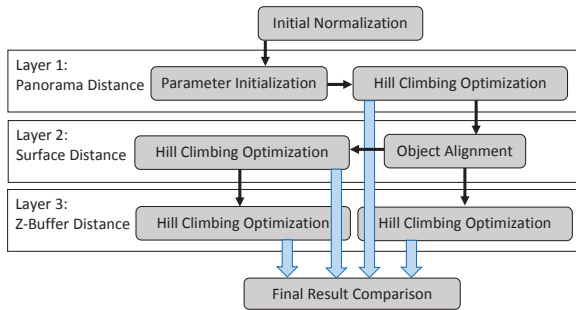 Initial Normalization
Layer 1:
Panorama Distance
Parameter Initialization
Hill Climbing Optimization
Layer 2:
Surface Distance
Hill Climbing Optimization
Object Alignment
Layer 3:
Z-Buffer Distance
Hill Climbing Optimization
Hill Climbing Optimization
Final Result Comparison